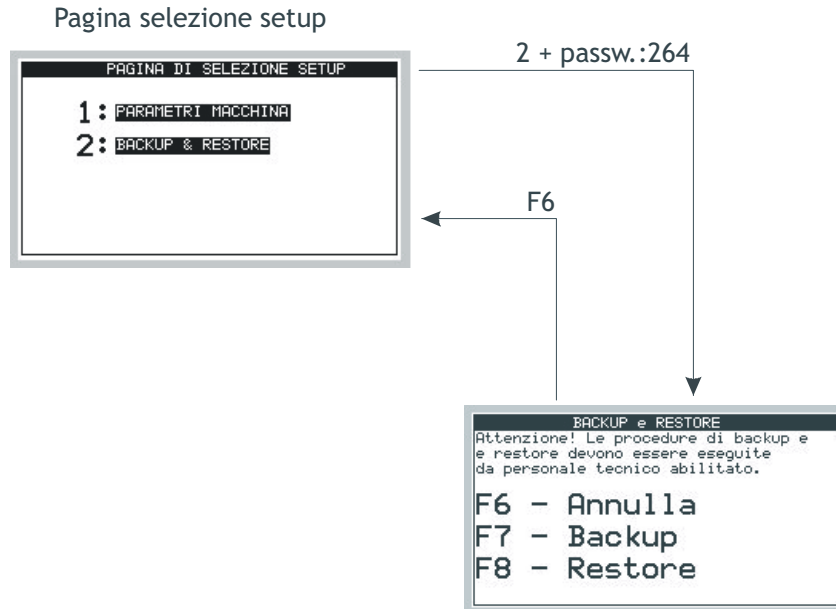 Pagina selezione setup
PAGINA DI SELEZIONE SETUP
1: PARAMETRI MACCHINA
2: BACKUP & RESTORE
2 + passw.:264
F6
BACKUP e RESTORE
Attenzione! Le procedure di backup e
e restore devono essere eseguite
da personale tecnico abilitato.
F6 - Annulla
F7 - Backup
F8 - Restore